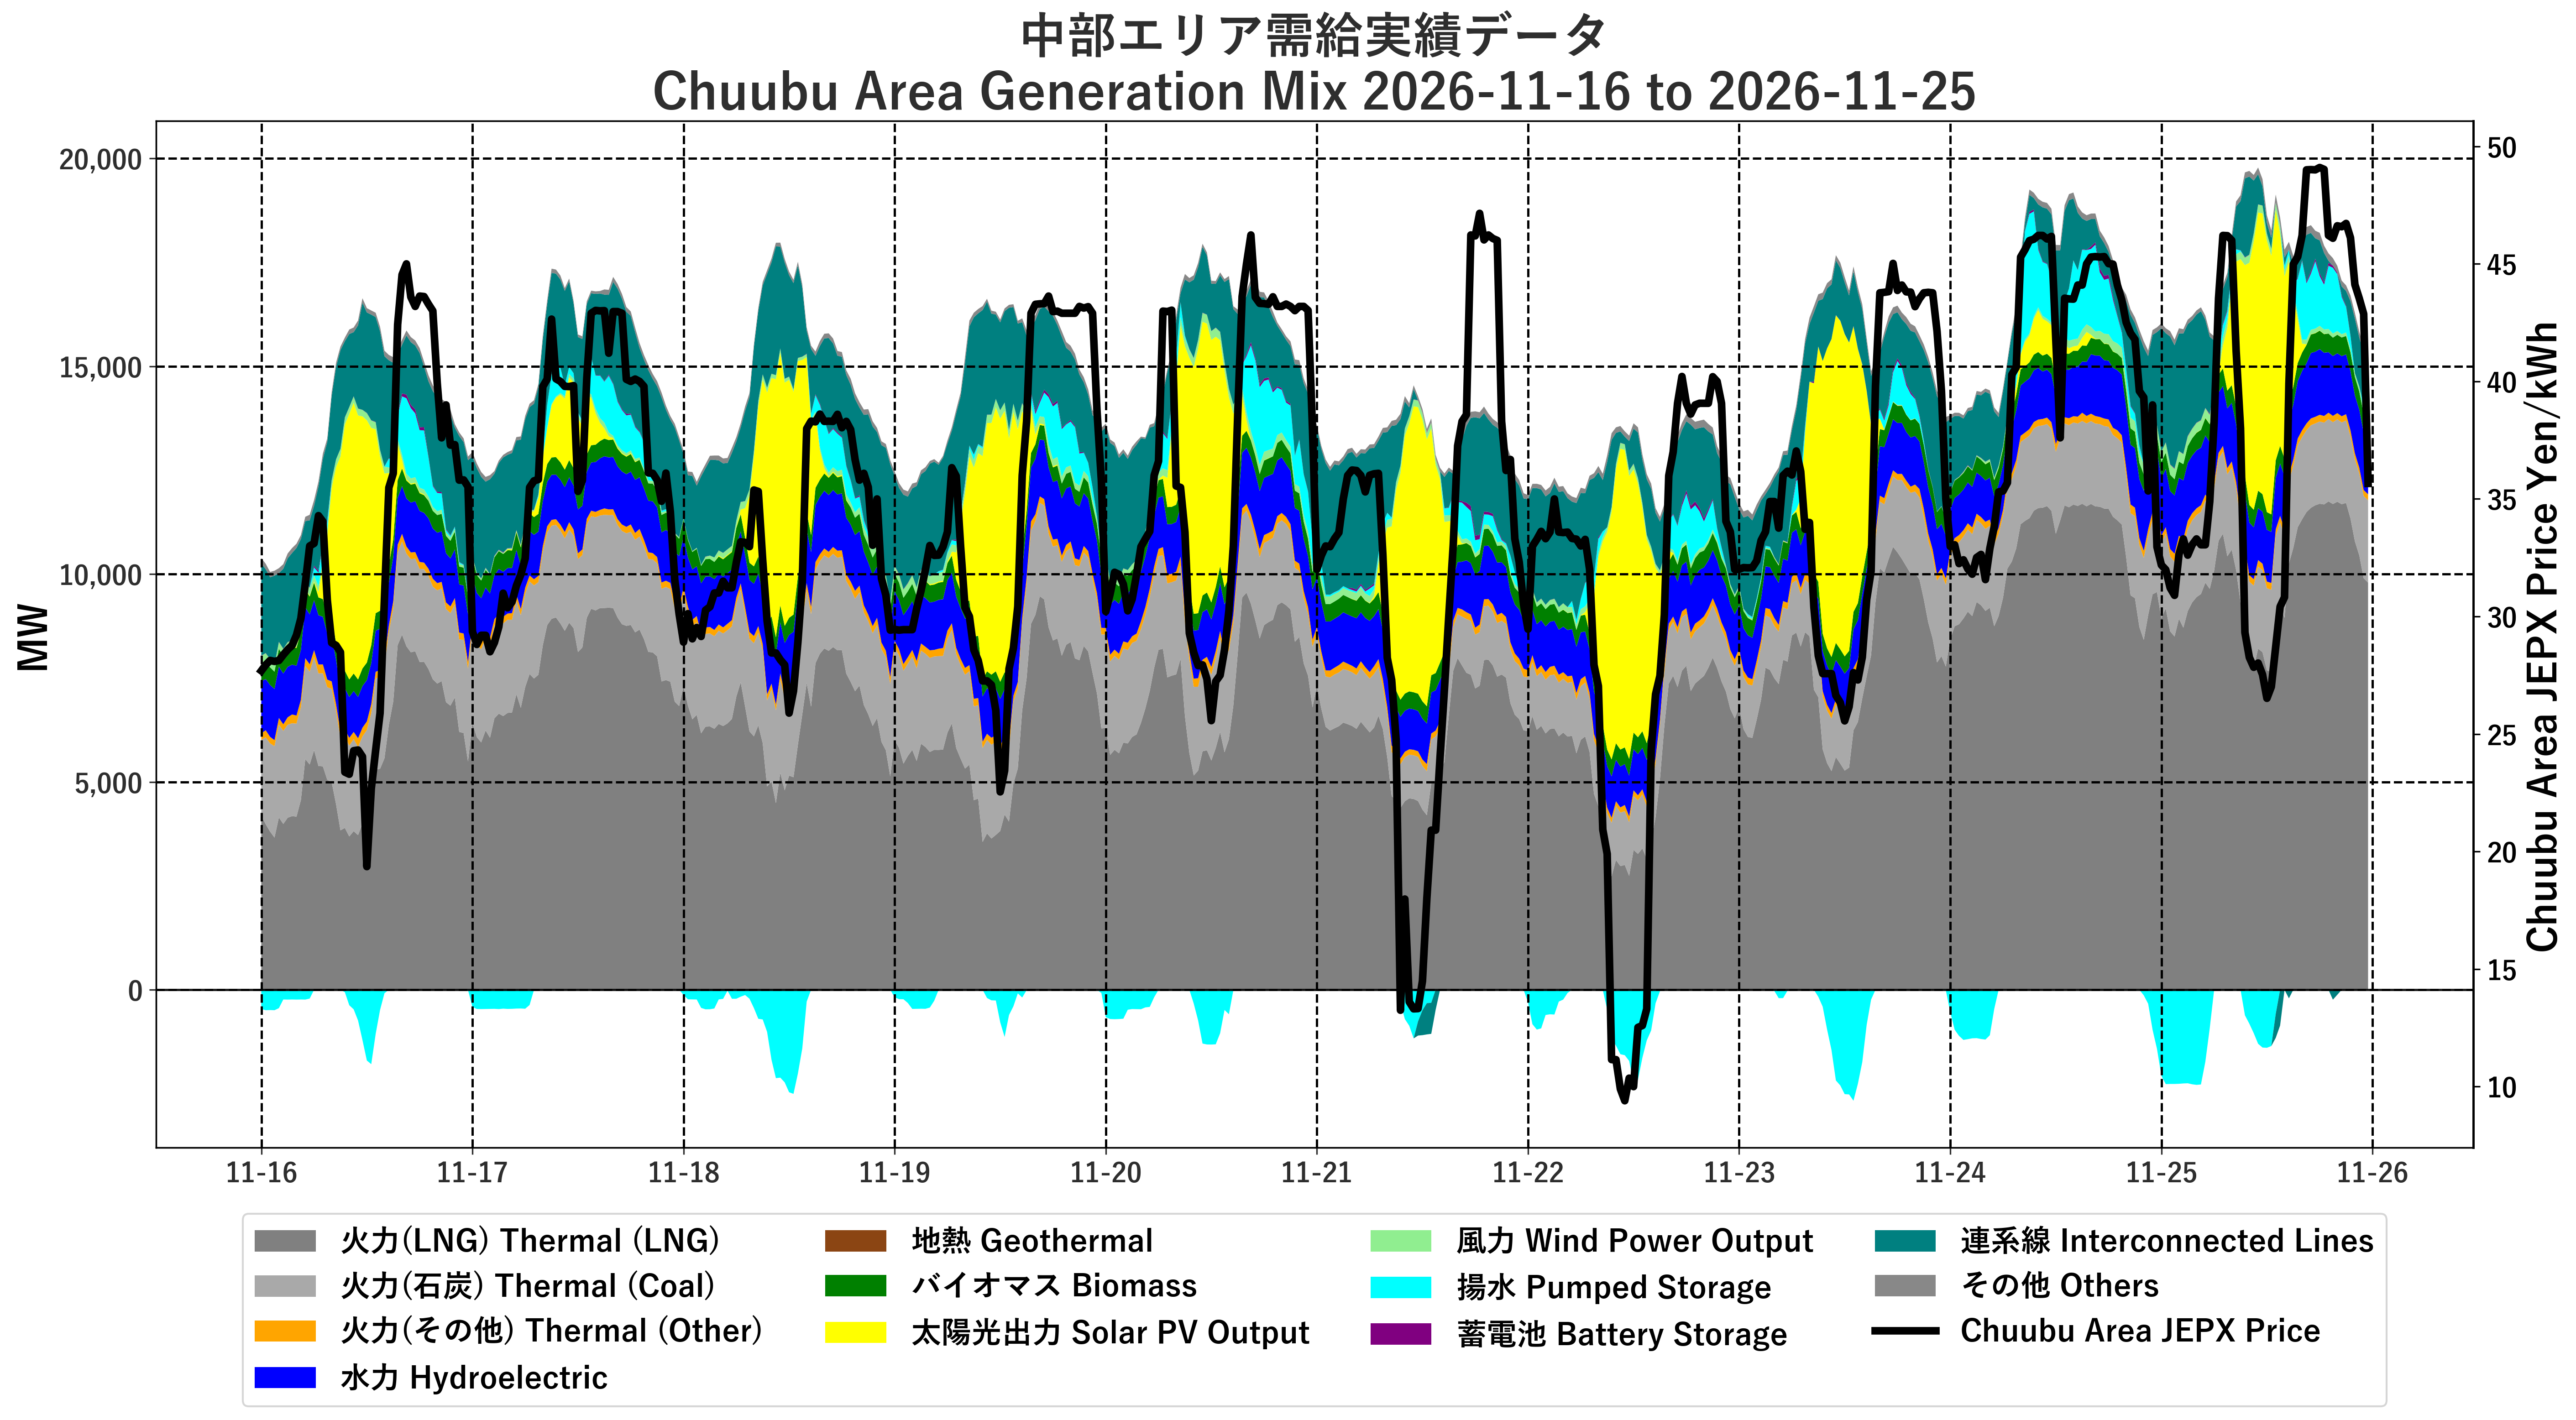 中部エリア需給実績データ
Chuubu Area Generation Mix 2026-11-16 to 2026-11-25
MW
20,000
15,000
10,000
5,000
0
50
45
40
35
30
25
20
15
10
Chuubu Area JEPX Price Yen/kWh
11-16 11-17 11-18 11-19 11-20 11-21 11-22 11-23 11-24 11-25 11-26
火力(LNG) Thermal (LNG)
火力(石炭) Thermal (Coal)
火力(その他) Thermal (Other)
水力 Hydroelectric
地熱 Geothermal
バイオマス Biomass
太陽光出力 Solar PV Output
風力 Wind Power Output
揚水 Pumped Storage
蓄電池 Battery Storage
連系線 Interconnected Lines
その他 Others
Chuubu Area JEPX Price